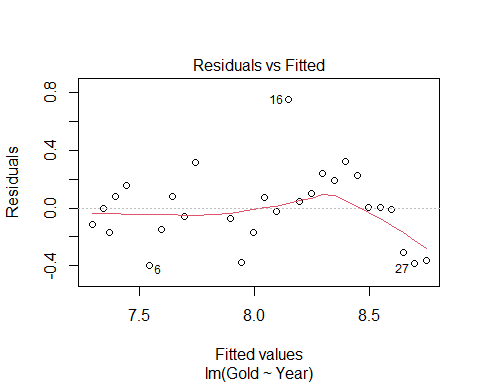 Residuals vs Fitted
0.8
0.4
0.0
-0.4
Residuals
16
6
27
7.5 8.0 8.5
Fitted values
lm(Gold ~ Year)